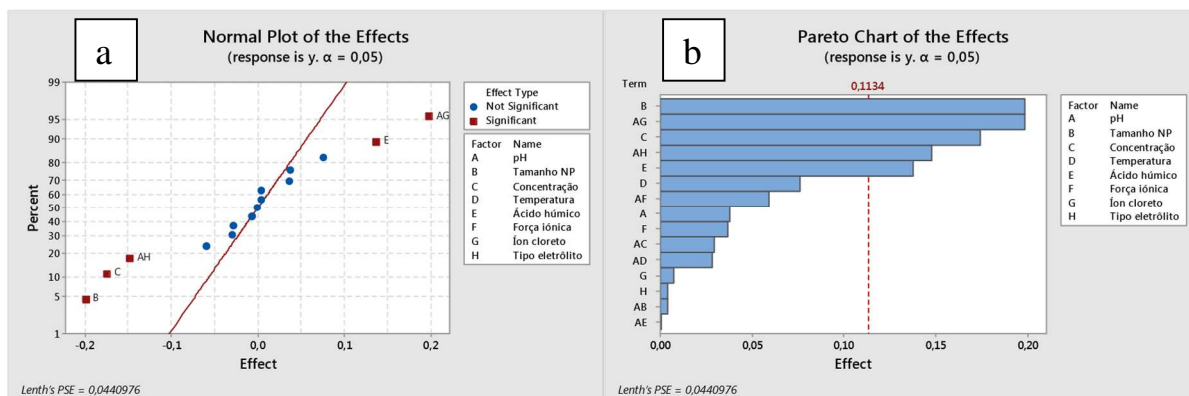 a
Normal Plot of the Effects
(response is y. α = 0,05)
99
95
90
80
70
60
50
40
30
20
10
5
1
Percent
AG
E
AH
C
B
-0,2 -0,1 0,0 0,1 0,2
Effect
Lenth's PSE = 0,0440976
Effect Type
Not Significant
Significant
Factor Name
A pH
B Tamanho NP
C Concentração
D Temperatura
E Ácido húmico
F Força iónica
G Íon cloreto
H Tipo eletrôlito
b
Pareto Chart of the Effects
(response is y. α = 0,05)
Term
0,1134
B
AG
C
AH
E
D
AF
A
F
AC
AD
G
H
AB
AE
0,00 0,05 0,10 0,15 0,20
Effect
Lenth's PSE = 0,0440976
Factor Name
A pH
B Tamanho NP
C Concentração
D Temperatura
E Ácido húmico
F Força iónica
G Íon cloreto
H Tipo eletrôlito